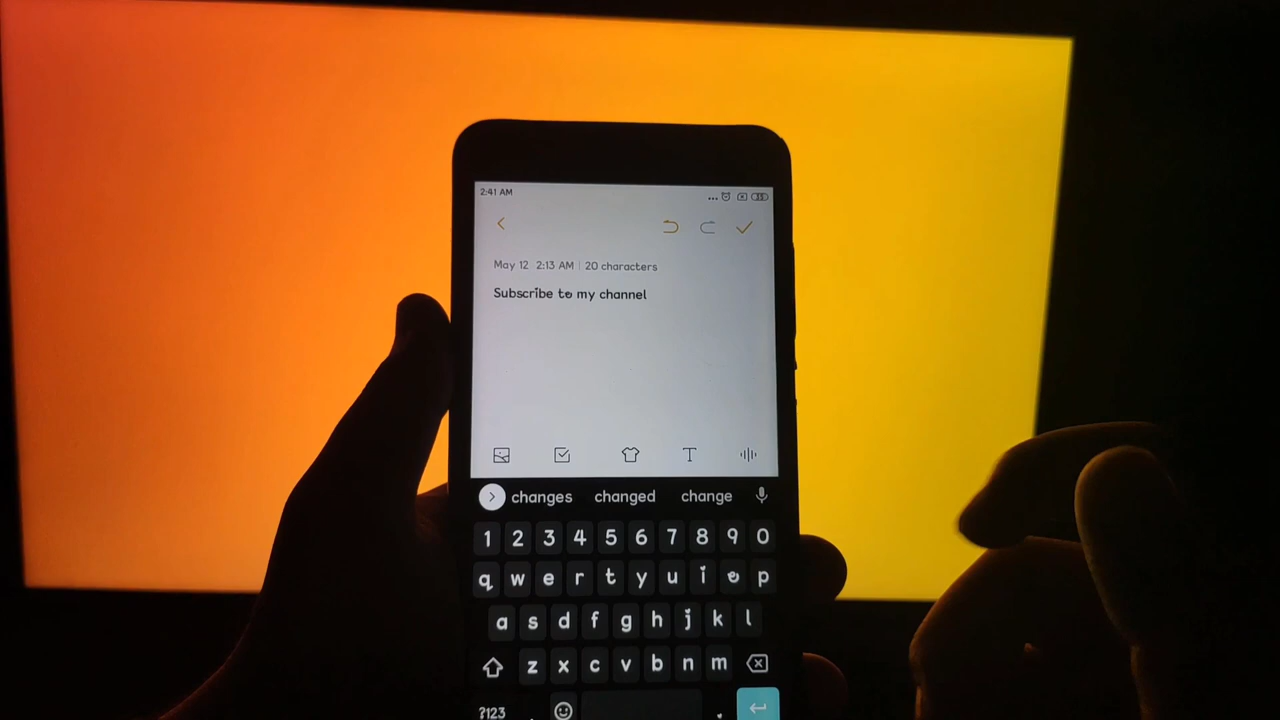 2:41 AM
May 12 2:13 AM | 20 characters
Subscribe to my channel
changes changed change
1 2 3 4 5 6 7 8 9 0
q w e r t y u i o p
a s d f g h j k l
z x c v b n m
?123 , .